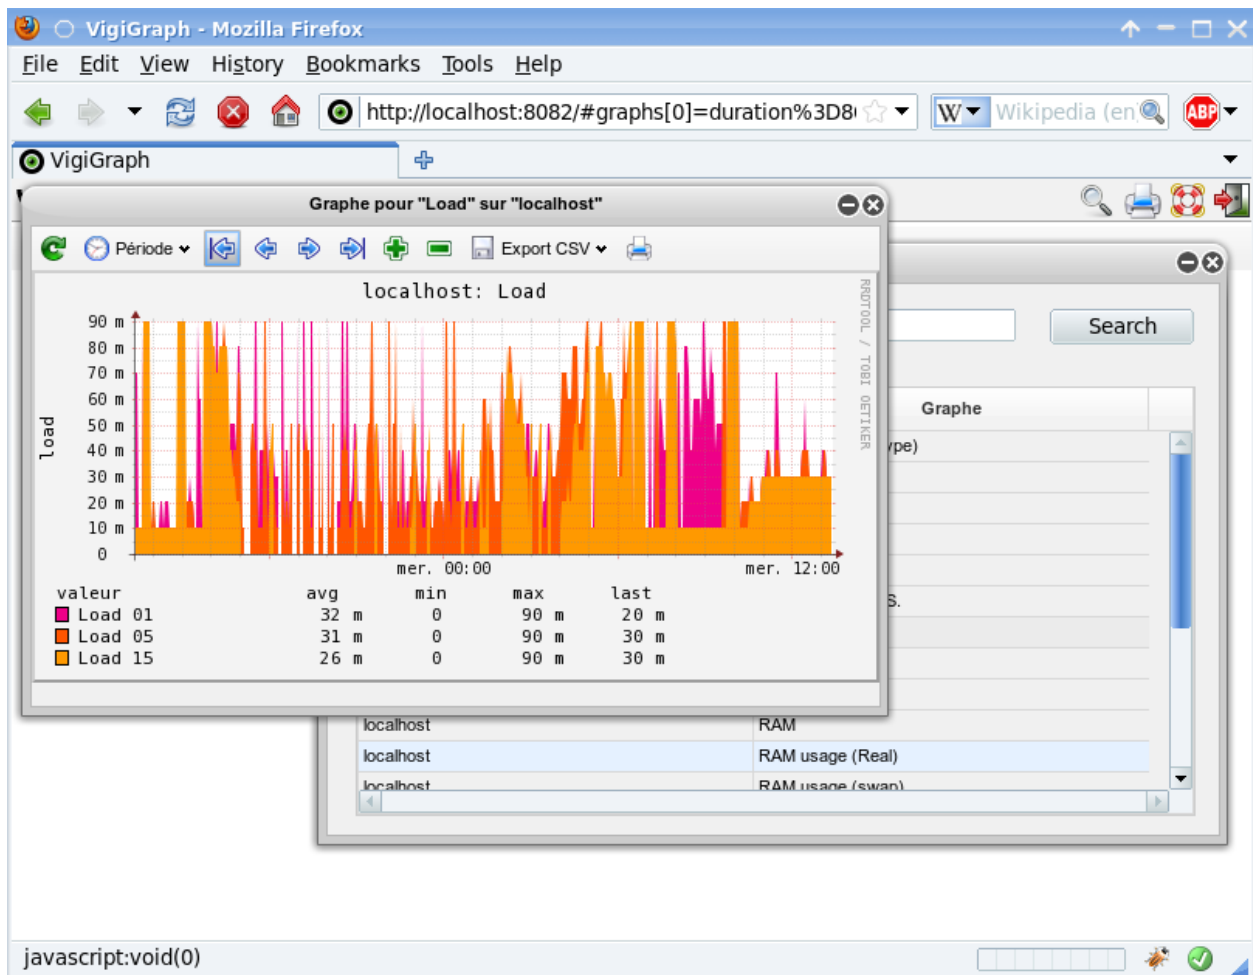 VigiGraph - Mozilla Firefox
File Edit View History Bookmarks Tools Help
http://localhost:8082/#graphs[0]=duration%3D8 W Wikipedia (en ABP
VigiGraph
Graphe pour "Load" sur "localhost"
Période Export CSV
localhost: Load
RRDTOOL / TOBI OETIKER
load
90 m
80 m
70 m
60 m
50 m
40 m
30 m
20 m
10 m
0
mer. 00:00 mer. 12:00
valeur avg min max last
Load 01 32 m 0 90 m 20 m
Load 05 31 m 0 90 m 30 m
Load 15 26 m 0 90 m 30 m
Search
Graphe
ype)
S.
localhost RAM
localhost RAM usage (Real)
localhost RAM usage (swap)
javascript:void(0)